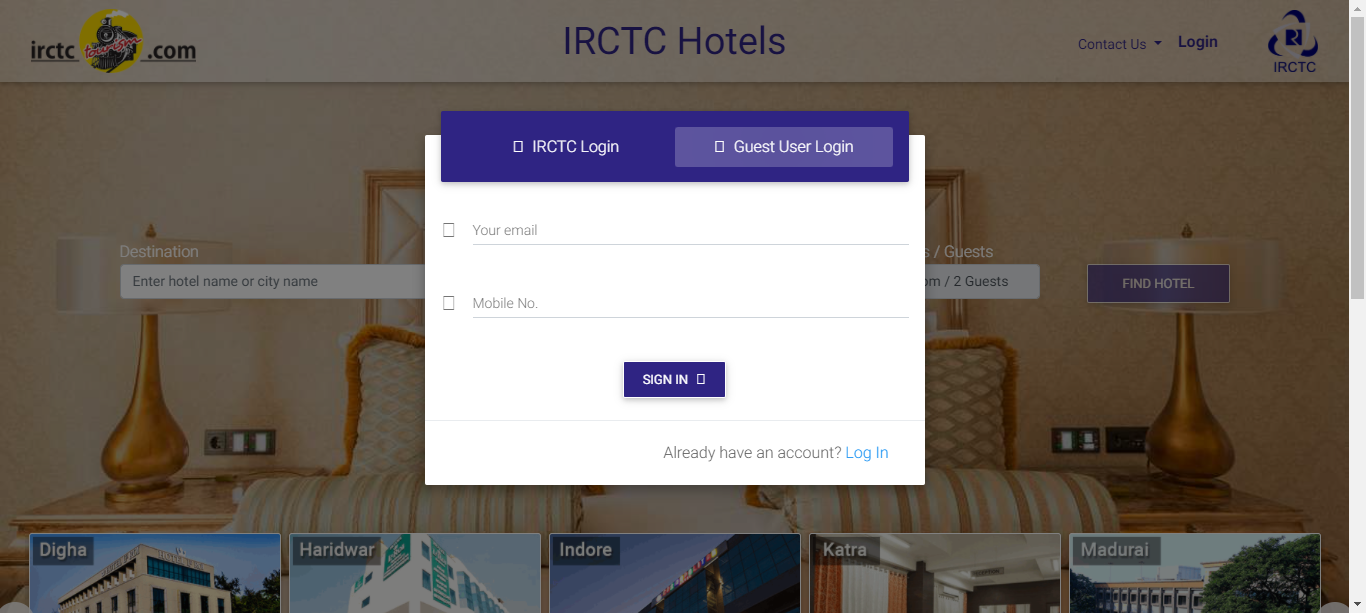 irctc tourism .com
IRCTC Hotels
Contact Us
Login
IRCTC
IRCTC Login
Guest User Login
Your email
Destination
s / Guests
Enter hotel name or city name
om / 2 Guests
FIND HOTEL
Mobile No.
SIGN IN
Already have an account? Log In
Digha
Haridwar
Indore
Katra
Madurai